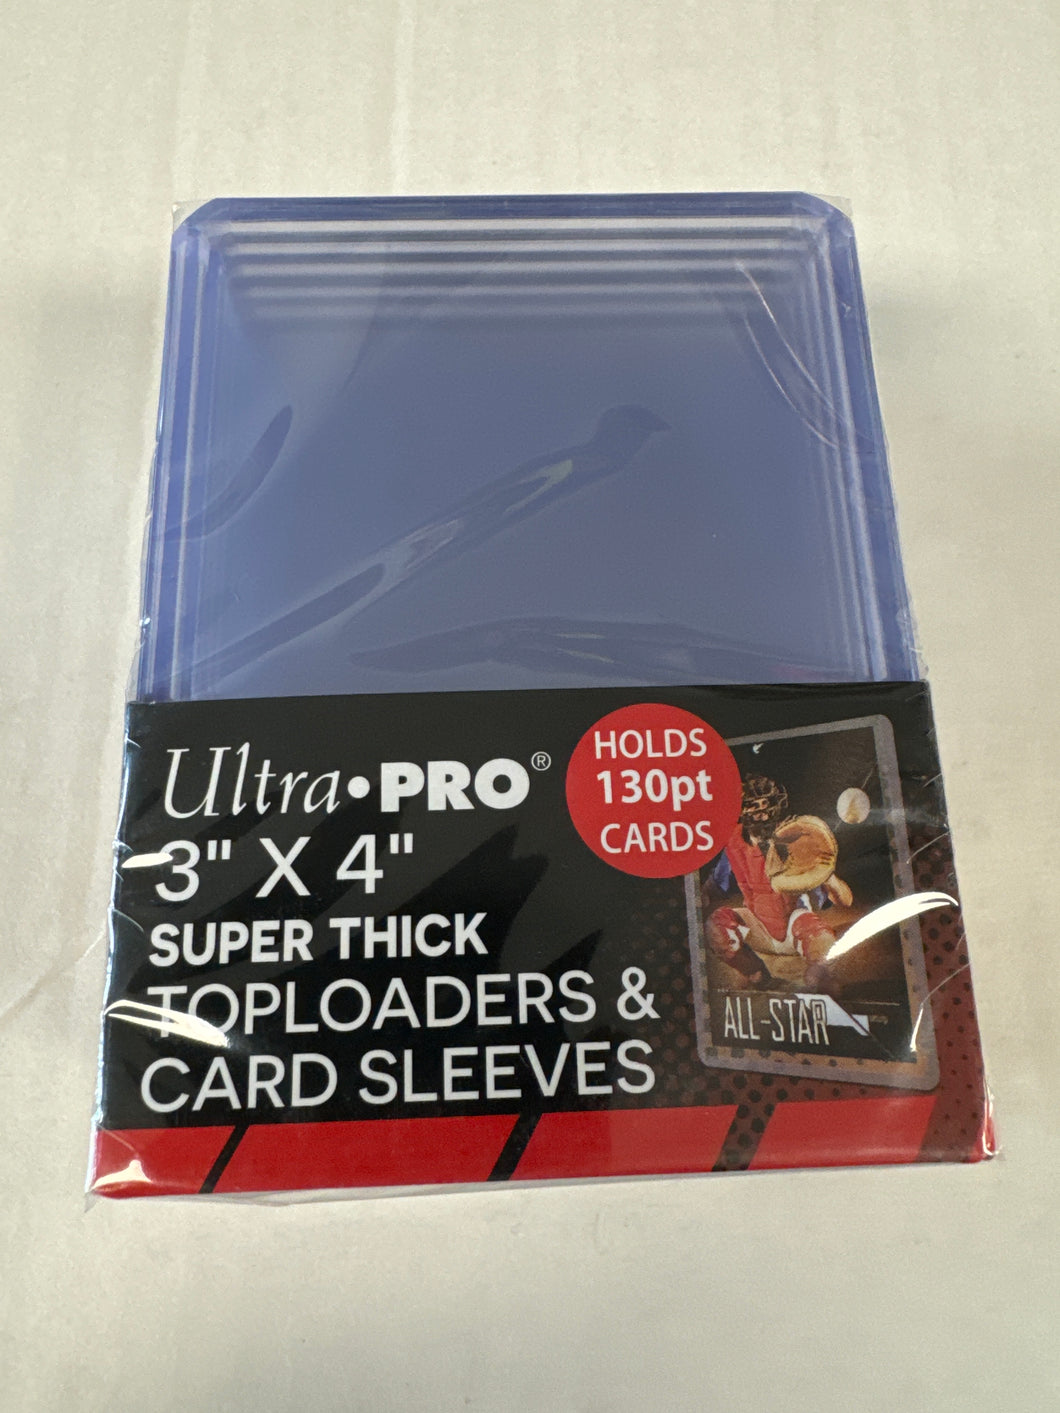 Ultra•PRO®
3" X 4"
SUPER THICK
TOPLOADERS &
CARD SLEEVES
HOLDS
130pt
CARDS
ALL-STAR